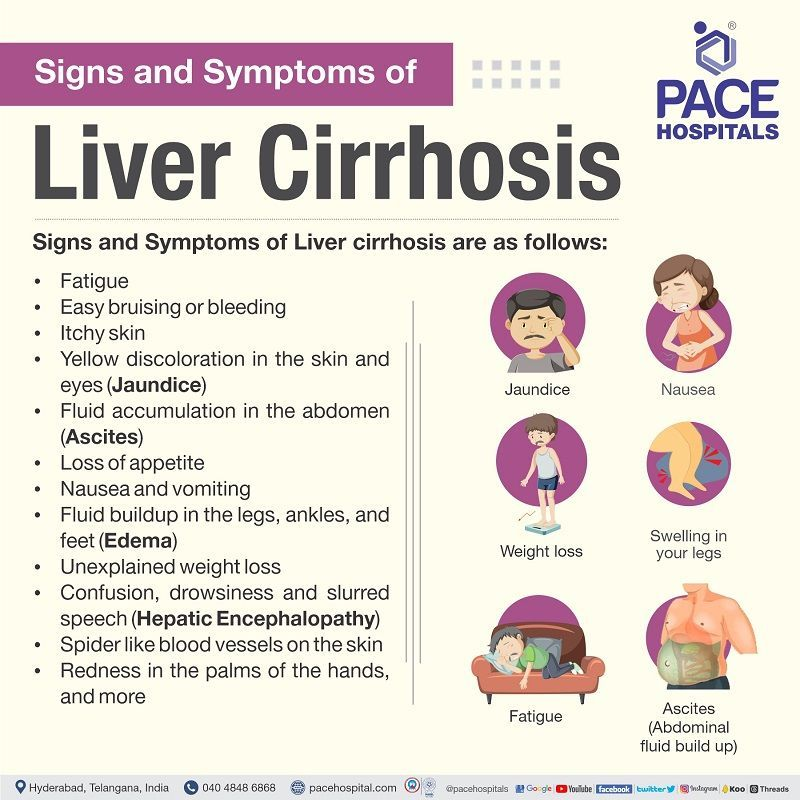 Signs and Symptoms of
Liver Cirrhosis
®
PACE
HOSPITALS
Signs and Symptoms of Liver cirrhosis are as follows:
• Fatigue
• Easy bruising or bleeding
• Itchy skin
• Yellow discoloration in the skin and
eyes (Jaundice)
• Fluid accumulation in the abdomen
(Ascites)
• Loss of appetite
• Nausea and vomiting
• Fluid buildup in the legs, ankles, and
feet (Edema)
• Unexplained weight loss
• Confusion, drowsiness and slurred
speech (Hepatic Encephalopathy)
• Spider like blood vessels on the skin
• Redness in the palms of the hands,
and more
Jaundice
Nausea
Weight loss
Swelling in
your legs
Fatigue
Ascites
(Abdominal
fluid build up)
Hyderabad, Telangana, India 040 4848 6868 pacehospital.com @pacehospitals Google YouTube facebook twitter Instagram Koo Threads